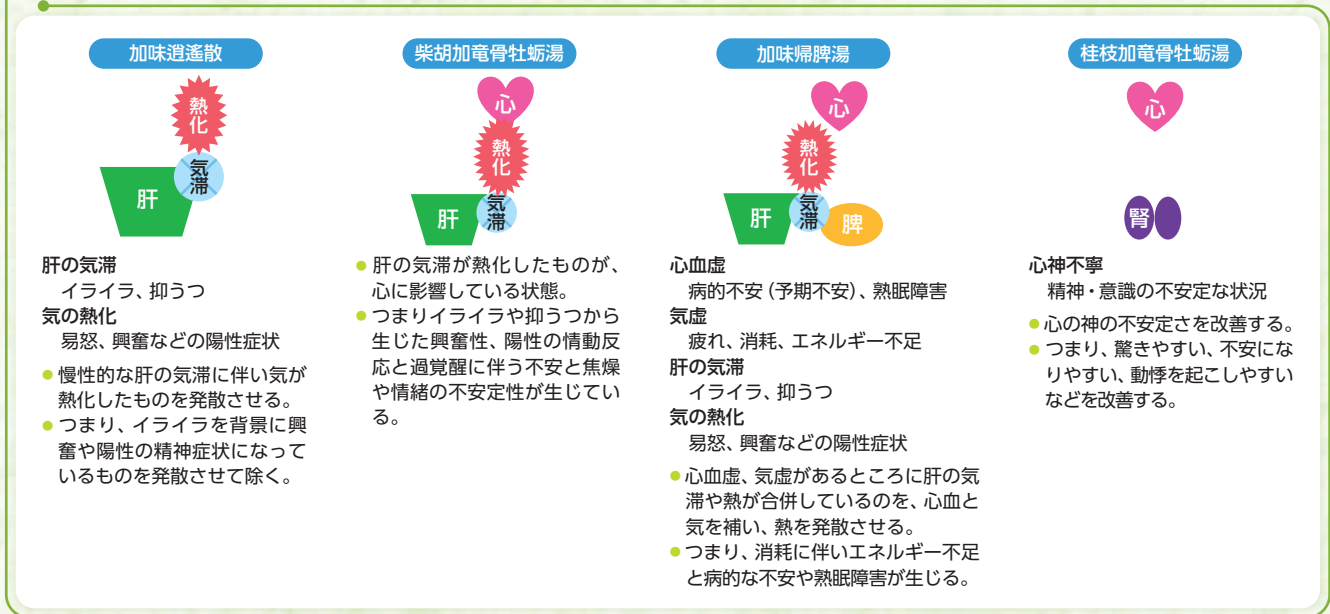 加味逍遙散
熱化
気滞
肝
肝の気滞
イライラ、抑うつ
気の熱化
易怒、興奮などの陽性症状
● 慢性的な肝の気滞に伴い気が
熱化したものを発散させる。
● つまり、イライラを背景に興
奮や陽性の精神症状になって
いるものを発散させて除く。
柴胡加竜骨牡蛎湯
心
熱化
気滞
肝
● 肝の気滞が熱化したものが、
心に影響している状態。
● つまりイライラや抑うつから
生じた興奮性、陽性の情動反
応と過覚醒に伴う不安と焦燥
や情緒の不安定性が生じてい
る。
加味帰脾湯
心
熱化
肝
気滞
脾
心血虚
病的不安(予期不安)、熟眠障害
気虚
疲れ、消耗、エネルギー不足
肝の気滞
イライラ、抑うつ
気の熱化
易怒、興奮などの陽性症状
● 心血虚、気虚があるところに肝の気
滞や熱が合併しているのを、心血と
気を補い、熱を発散させる。
● つまり、消耗に伴いエネルギー不足
と病的な不安や熟眠障害が生じる。
桂枝加竜骨牡蛎湯
心
腎
心神不寧
精神・意識の不安定な状況
● 心の神の不安定さを改善する。
● つまり、驚きやすい、不安にな
りやすい、動悸を起こしやすい
などを改善する。